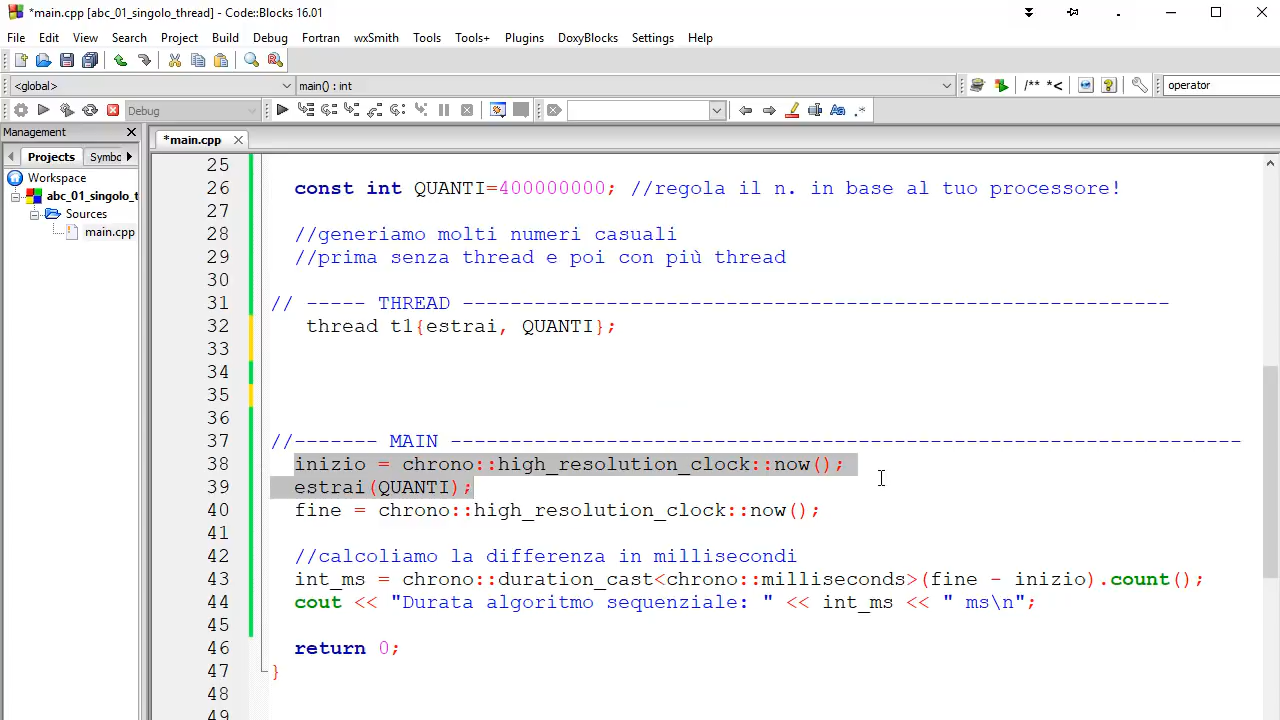 *main.cpp [abc_01_singolo_thread] - Code::Blocks 16.01
File Edit View Search Project Build Debug Fortran wxSmith Tools Tools+ Plugins DoxyBlocks Settings Help
<global> main() : int /** *< operator
Debug
Management
*main.cpp
Projects Symbo
Workspace
abc_01_singolo_t
Sources
main.cpp
25
26 const int QUANTI=400000000; //regola il n. in base al tuo processore!
27
28 //generiamo molti numeri casuali
29 //prima senza thread e poi con più thread
30
31 // ----- THREAD -----------------------------------------------------------
32 thread t1{estrai, QUANTI};
33
34
35
36
37 //------- MAIN ------------------------------------------------------------------
38 inizio = chrono::high_resolution_clock::now();
39 estrai(QUANTI);
40 fine = chrono::high_resolution_clock::now();
41
42 //calcoliamo la differenza in millisecondi
43 int_ms = chrono::duration_cast<chrono::milliseconds>(fine - inizio).count();
44 cout << "Durata algoritmo sequenziale: " << int_ms << " ms\n";
45
46 return 0;
47 }
48
49